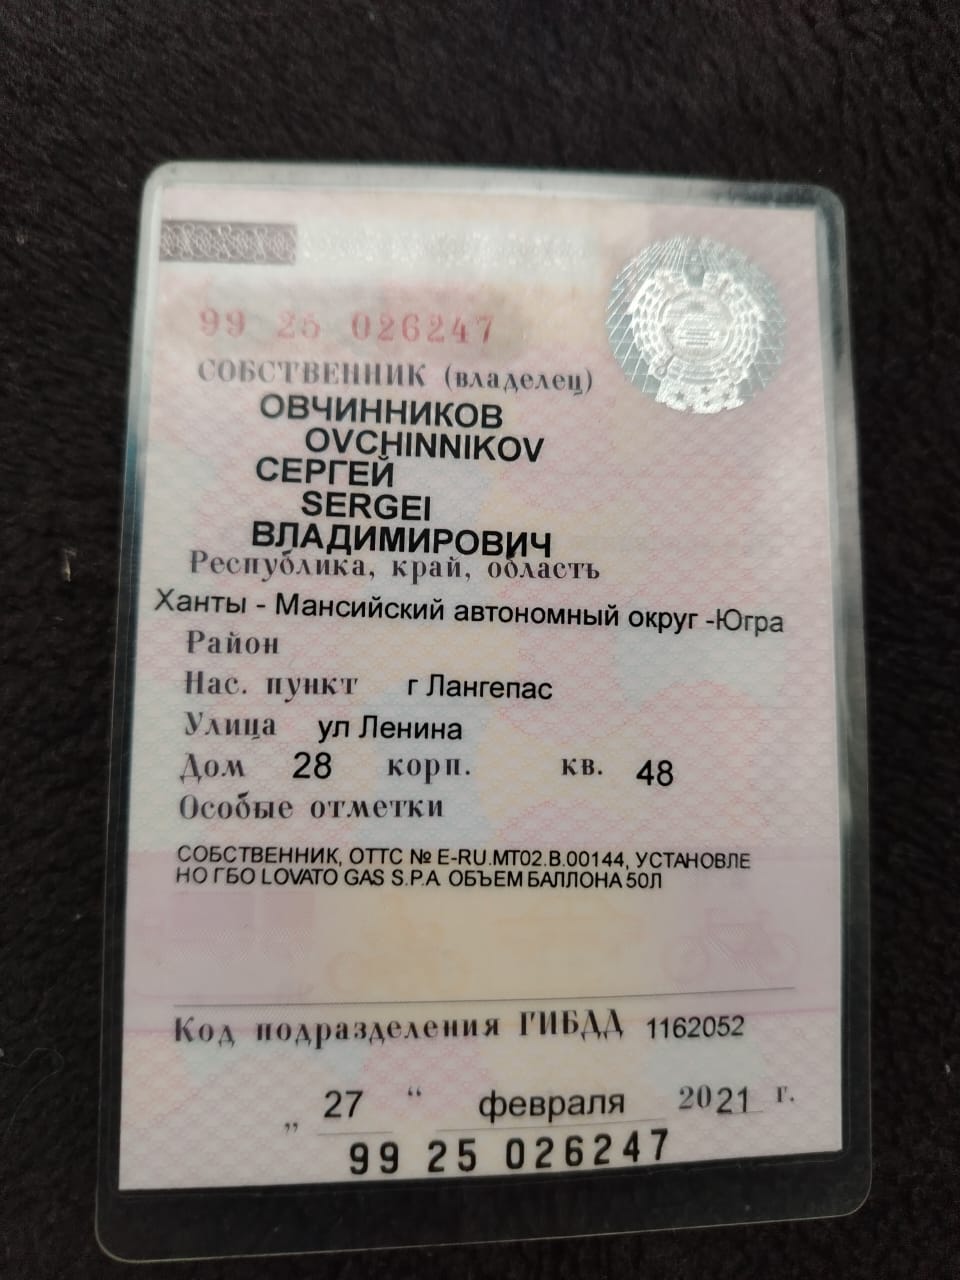 99 25 026247
СОБСТВЕННИК (владелец)
ОВЧИННИКОВ
OVCHINNIKOV
СЕРГЕЙ
SERGEI
ВЛАДИМИРОВИЧ
Республика, край, область
Ханты - Мансийский автономный округ -Югра
Район
Нас. пункт г Лангепас
Улица ул Ленина
Дом 28 корп. кв. 48
Особые отметки
СОБСТВЕННИК, ОТТС № E-RU.MT02.B.00144, УСТАНОВЛЕ
НО ГБО LOVATO GAS S.P.A. ОБЪЕМ БАЛЛОНА 50Л
Код подразделения ГИБДД 1162052
„ 27 “ февраля 2021 г.
99 25 026247